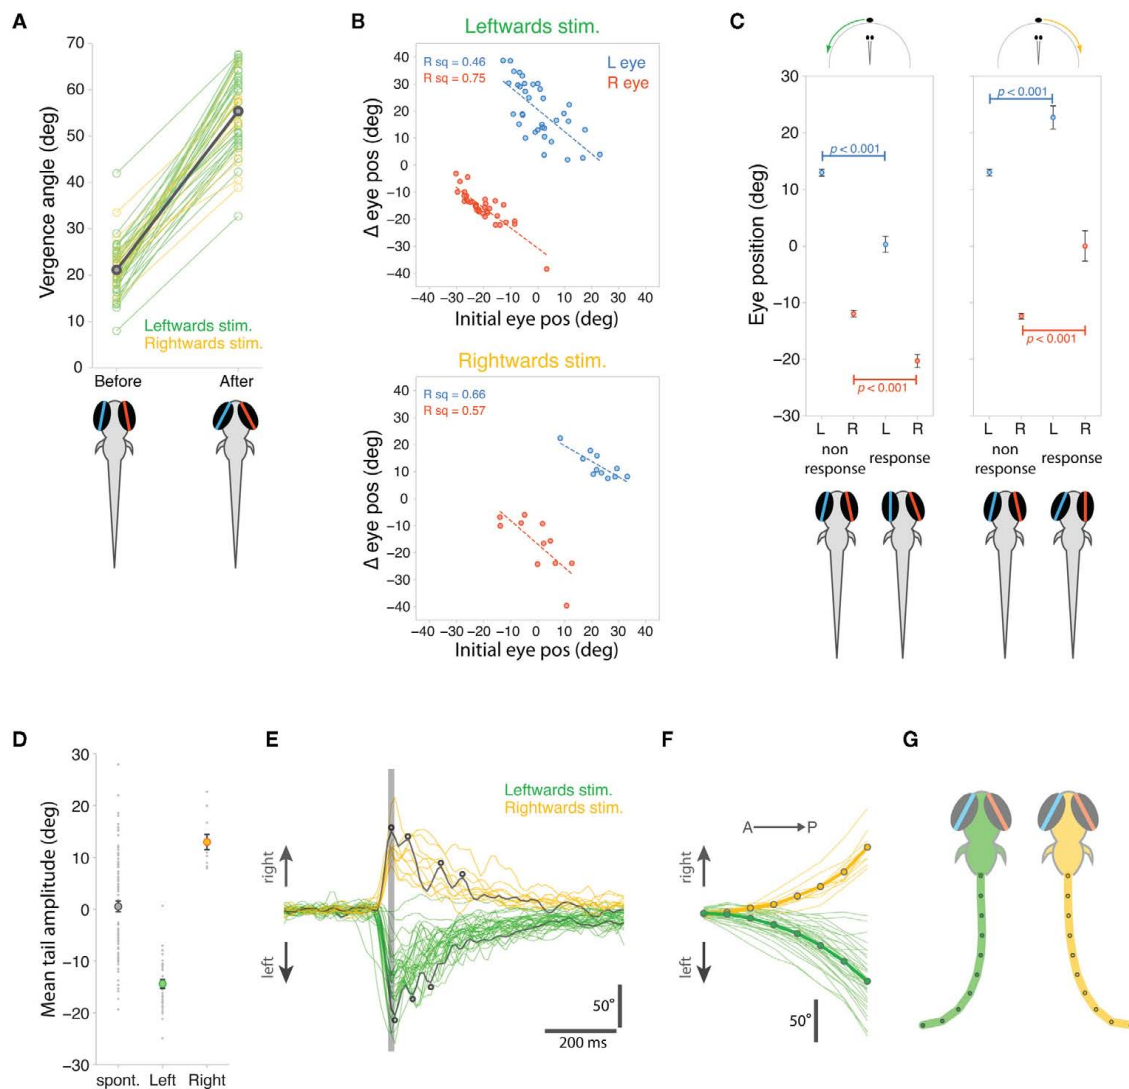 A
70
60
50
40
30
20
10
0
Vergence angle (deg)
Leftwards stim.
Rightwards stim.
Before
After
B
Leftwards stim.
R sq = 0.46
R sq = 0.75
L eye
R eye
40
30
20
10
0
−10
−20
−30
−40
Δ eye pos (deg)
−40 −30 −20 −10 0 10 20 30 40
Initial eye pos (deg)
Rightwards stim.
R sq = 0.66
R sq = 0.57
40
30
20
10
0
−10
−20
−30
−40
Δ eye pos (deg)
−40 −30 −20 −10 0 10 20 30 40
Initial eye pos (deg)
C
30
20
10
0
−10
−20
−30
Eye position (deg)
p < 0.001
p < 0.001
p < 0.001
p < 0.001
L R L R
non
response
response
L R L R
non
response
response
D
30
20
10
0
−10
−20
−30
Mean tail amplitude (deg)
spont. Left Right
E
Leftwards stim.
Rightwards stim.
right
left
50°
200 ms
F
A P
right
left
50°
G